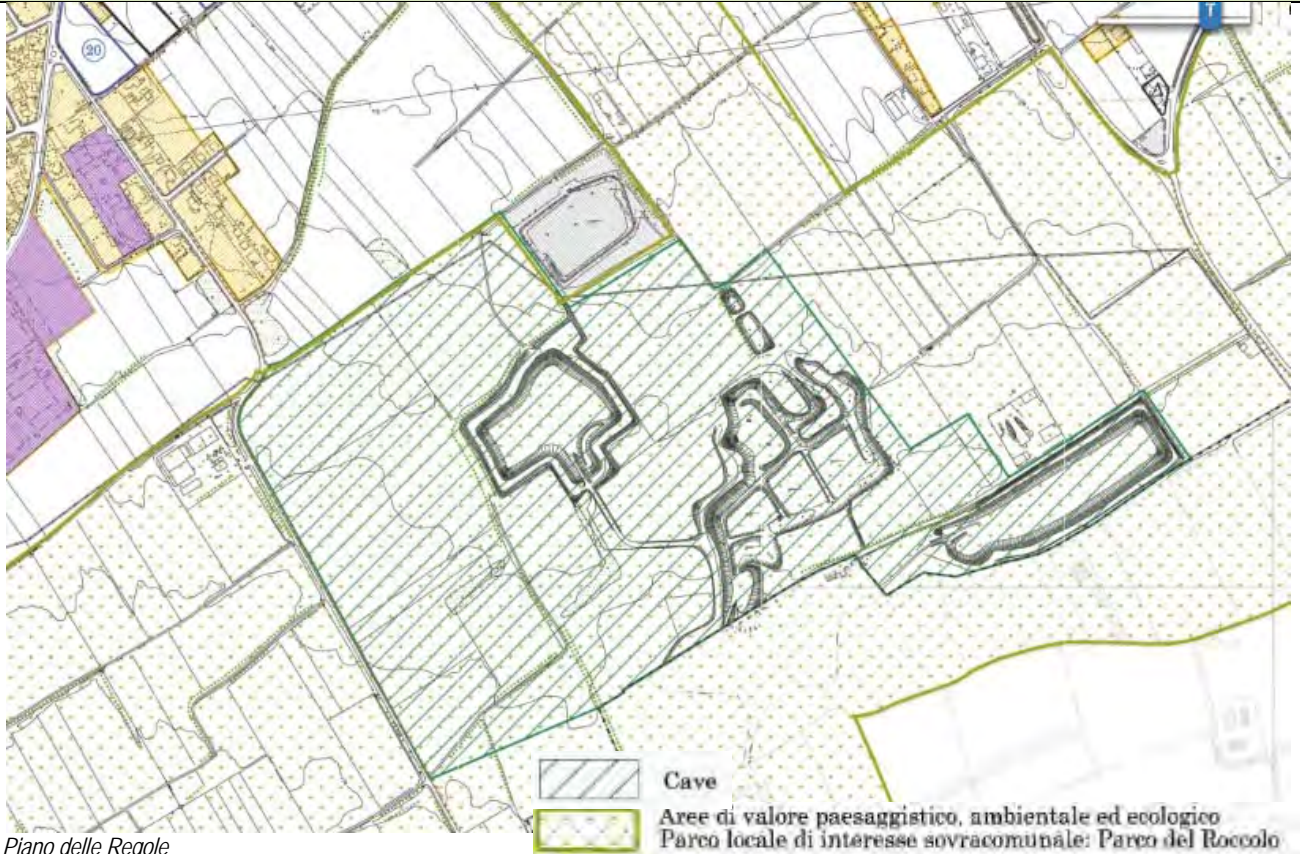 T
20
Cave
Aree di valore paesaggistico, ambientale ed ecologico
Parco locale di interesse sovracomunale: Parco del Roccolo
Piano delle Regole